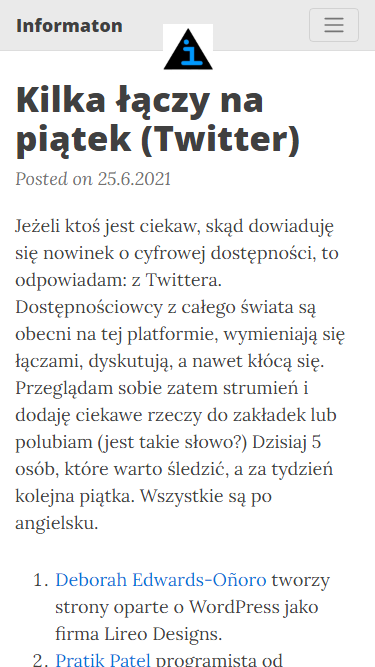 Informaton
Kilka łączy na
piątek (Twitter)
Posted on 25.6.2021
Jeżeli ktoś jest ciekaw, skąd dowiaduję
się nowinek o cyfrowej dostępności, to
odpowiadam: z Twittera.
Dostępnościowcy z całego świata są
obecni na tej platformie, wymieniają się
łączami, dyskutują, a nawet kłócą się.
Przeglądam sobie zatem strumień i
dodaję ciekawe rzeczy do zakładek lub
polubiam (jest takie słowo?) Dzisiaj 5
osób, które warto śledzić, a za tydzień
kolejna piątka. Wszystkie są po
angielsku.
1. Deborah Edwards-Oñoro tworzy
strony oparte o WordPress jako
firma Lireo Designs.
2. Pratik Patel programista od